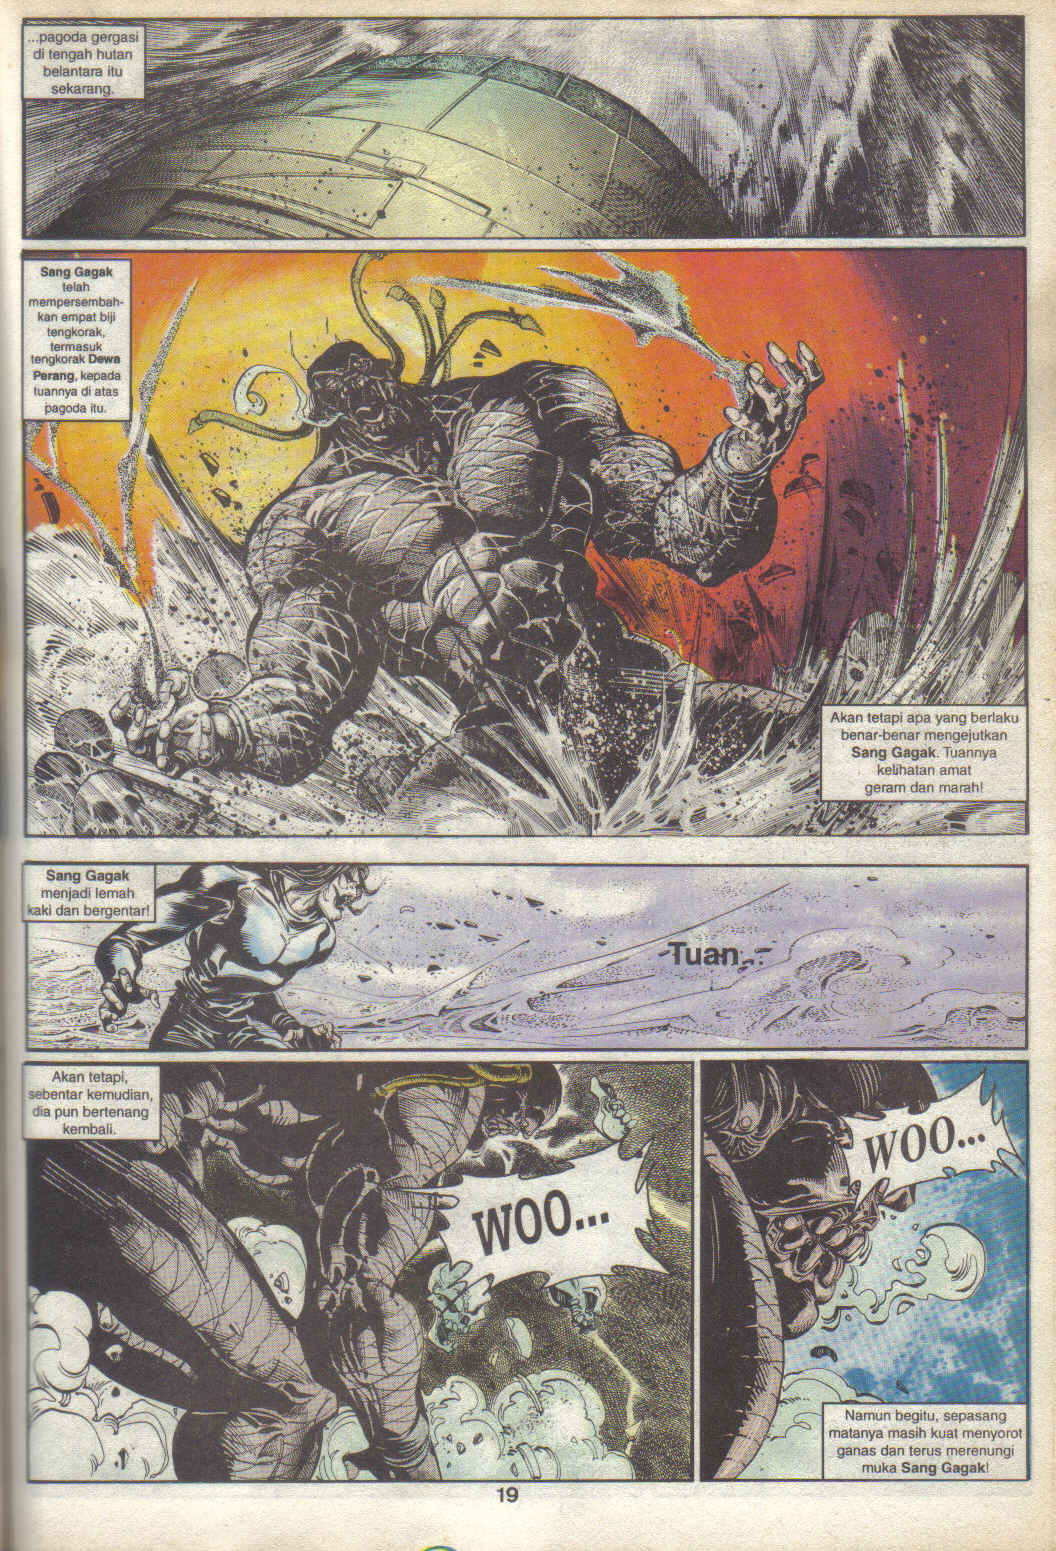 ...pagoda gergasi
di tengah hutan
belantara itu
sekarang.
Sang Gagak
telah
mempersembah-
kan empat biji
tengkorak,
termasuk
tengkorak Dewa
Perang, kepada
tuannya di atas
pagoda itu.
Akan tetapi apa yang berlaku
benar-benar mengejutkan
Sang Gagak. Tuannya
kelihatan amat
geram dan marah!
Sang Gagak
menjadi lemah
kaki dan bergentar!
Tuan...
Akan tetapi,
sebentar kemudian,
dia pun bertenang
kembali.
WOO...
WOO...
Namun begitu, sepasang
matanya masih kuat menyorot
ganas dan terus merenungi
muka Sang Gagak!
19